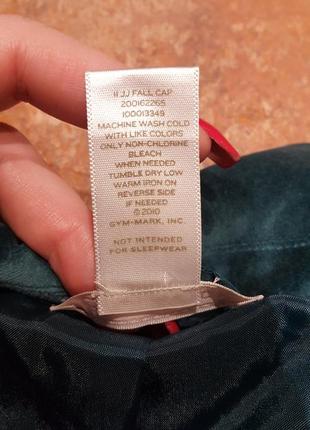 11 JJ FALL CAP
200162265
100013349
MACHINE WASH COLD
WITH LIKE COLORS
ONLY NON-CHLORINE
BLEACH
WHEN NEEDED
TUMBLE DRY LOW
WARM IRON ON
REVERSE SIDE
IF NEEDED
©2010
GYM-MARK, INC.
NOT INTENDED
FOR SLEEPWEAR